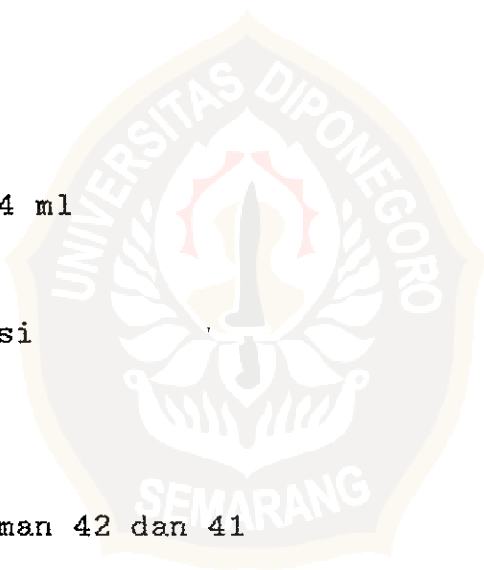 UNIVERSITAS DIPONEGORO
4 ml
si
man 42 dan 41
SEMARANG